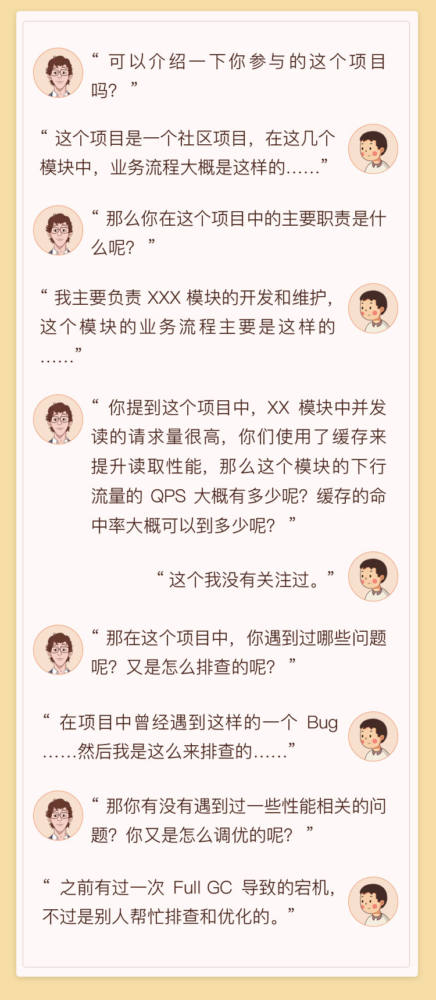 “ 可以介绍一下你参与的这个项目
吗？ ”
“ 这个项目是一个社区项目，在这几个
模块中，业务流程大概是这样的……”
“ 那么你在这个项目中的主要职责是什
么呢？ ”
“ 我主要负责 XXX 模块的开发和维护，
这个模块的业务流程主要是这样的
……”
“ 你提到这个项目中，XX 模块中并发
读的请求量很高，你们使用了缓存来
提升读取性能，那么这个模块的下行
流量的 QPS 大概有多少呢？缓存的命
中率大概可以到多少呢？ ”
“ 这个我没有关注过。”
“ 那在这个项目中，你遇到过哪些问题
呢？又是怎么排查的呢？ ”
“ 在项目中曾经遇到这样的一个 Bug
……然后我是这么来排查的……”
“ 那你有没有遇到过一些性能相关的问
题？你又是怎么调优的呢？ ”
“ 之前有过一次 Full GC 导致的宕机，
不过是别人帮忙排查和优化的。”